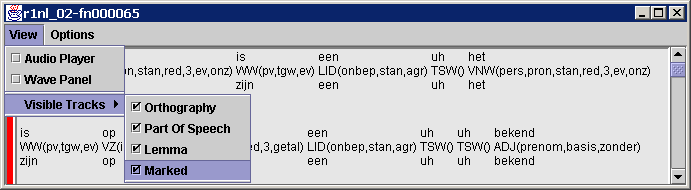 r1nl_02-fn000065
View Options
Audio Player
Wave Panel
Visible Tracks
Orthography
Part Of Speech
Lemma
Marked
is een uh het
on,stan,red,3,ev,onz) WW(pv,tgw,ev) LID(onbep,stan,agr) TSW() VNW(pers,pron,stan,red,3,ev,onz)
zijn een uh het
is op een uh uh bekend
WW(pv,tgw,ev) VZ(i ed,3,getal) LID(onbep,stan,agr) TSW() TSW() ADJ(prenom,basis,zonder)
zijn op een uh uh bekend